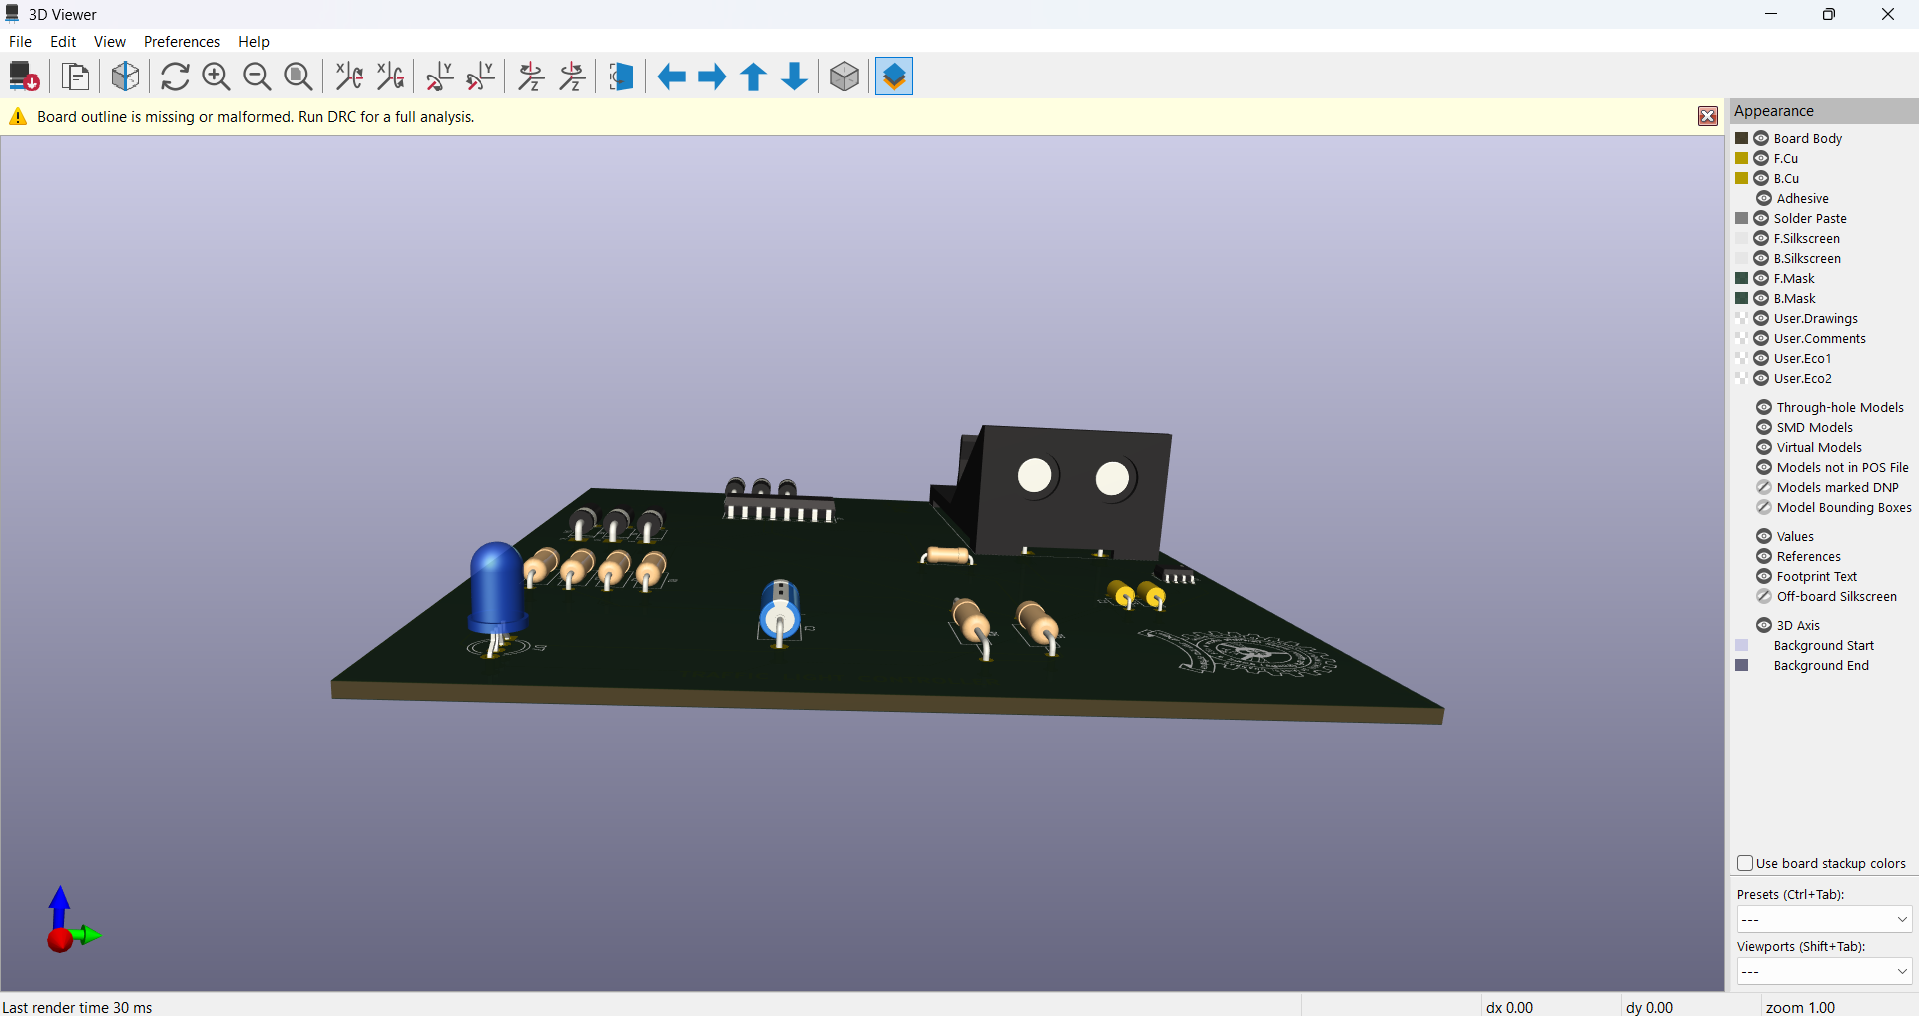 3D Viewer
File Edit View Preferences Help
Board outline is missing or malformed. Run DRC for a full analysis.
Appearance
Board Body
F.Cu
B.Cu
Adhesive
Solder Paste
F.Silkscreen
B.Silkscreen
F.Mask
B.Mask
User.Drawings
User.Comments
User.Eco1
User.Eco2
Through-hole Models
SMD Models
Virtual Models
Models not in POS File
Models marked DNP
Model Bounding Boxes
Values
References
Footprint Text
Off-board Silkscreen
3D Axis
Background Start
Background End
Use board stackup colors
Presets (Ctrl+Tab):
---
Viewports (Shift+Tab):
---
Last render time 30 ms
dx 0.00
dy 0.00
zoom 1.00